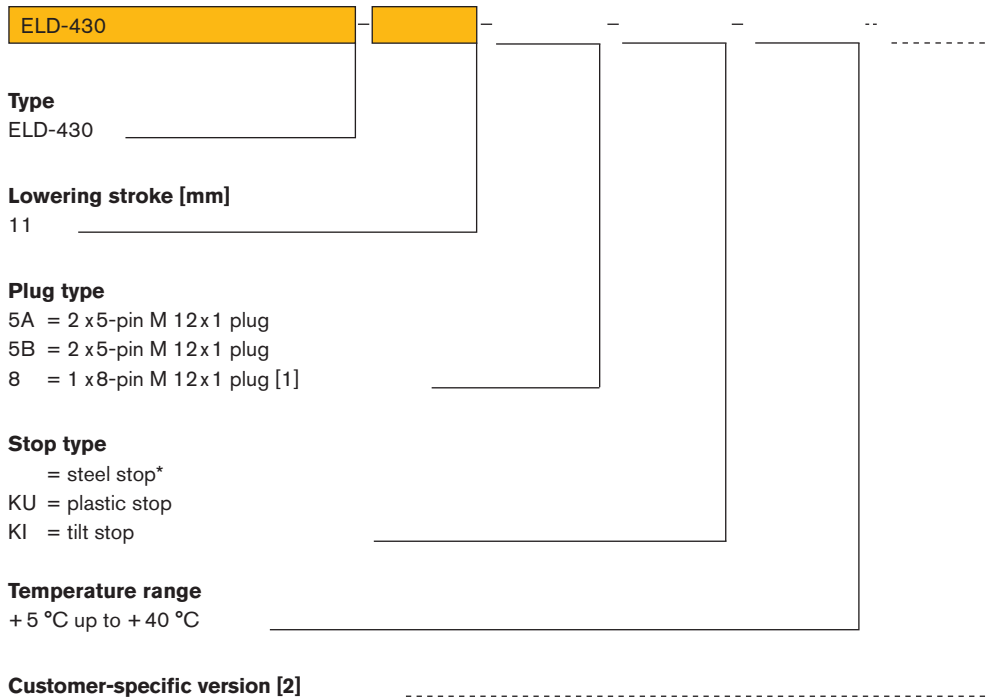 ELD-430 – – – – --
Type
ELD-430
Lowering stroke [mm]
11
Plug type
5A = 2 x 5-pin M 12 x 1 plug
5B = 2 x 5-pin M 12 x 1 plug
8 = 1 x 8-pin M 12 x 1 plug [1]
Stop type
= steel stop*
KU = plastic stop
KI = tilt stop
Temperature range
+ 5 °C up to + 40 °C
Customer-specific version [2]